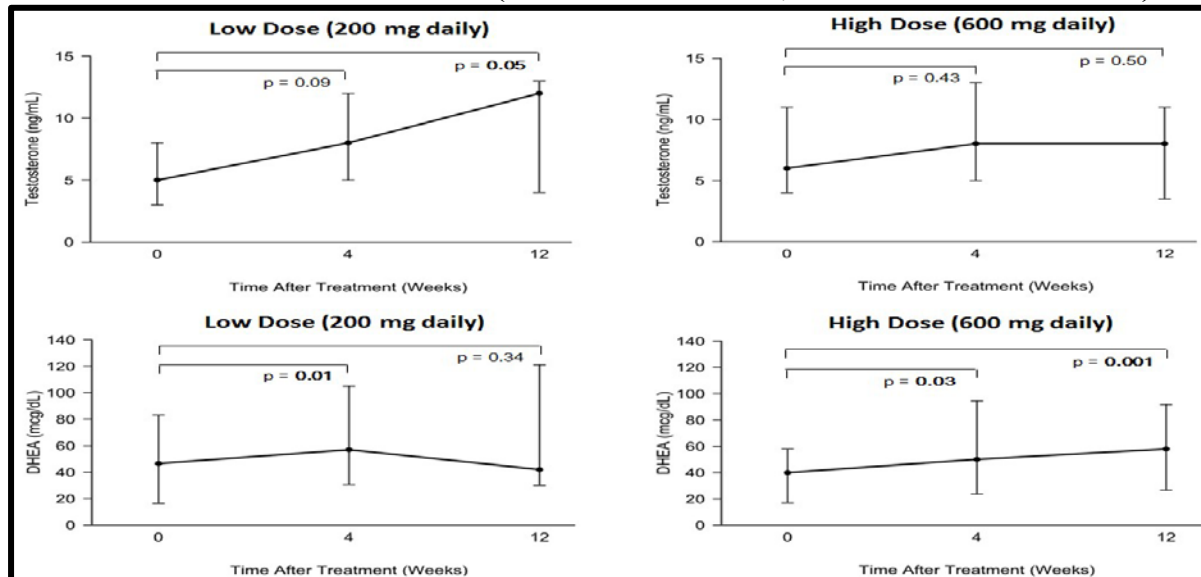 Low Dose (200 mg daily)
p = 0.05
p = 0.09
15
10
5
0
Testosterone (ng/mL)
0 4 12
Time After Treatment (Weeks)
High Dose (600 mg daily)
p = 0.50
p = 0.43
15
10
5
0
Testosterone (ng/mL)
0 4 12
Time After Treatment (Weeks)
Low Dose (200 mg daily)
p = 0.34
p = 0.01
140
120
100
80
60
40
20
0
DHEA (mcg/dL)
0 4 12
Time After Treatment (Weeks)
High Dose (600 mg daily)
p = 0.001
p = 0.03
140
120
100
80
60
40
20
0
DHEA (mcg/dL)
0 4 12
Time After Treatment (Weeks)